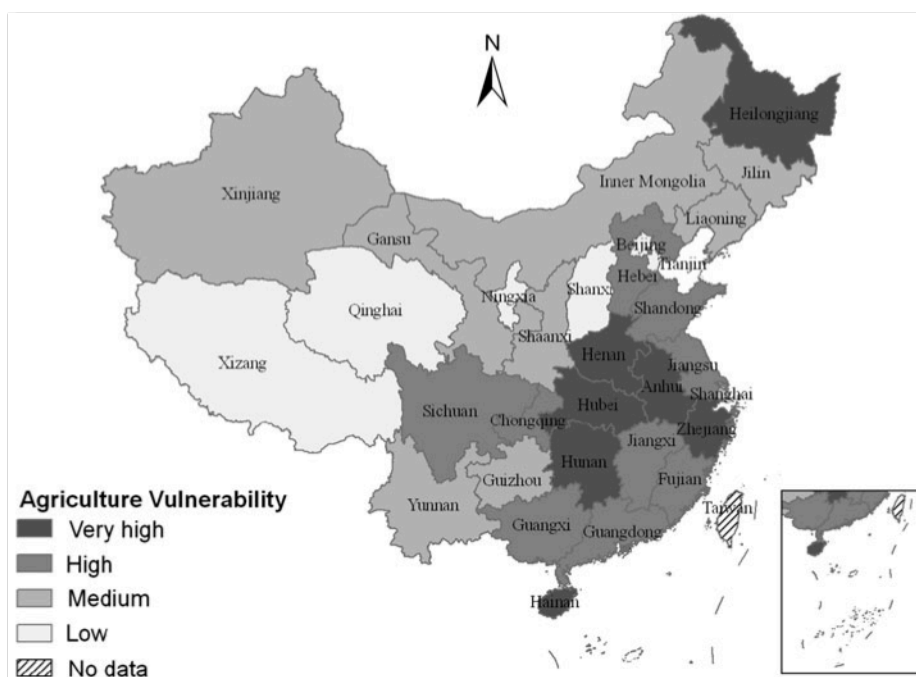 N
Heilongjiang
Jilin
Inner Mongolia
Xinjiang
Liaoning
Gansu
Beijing
Tianjin
Hebei
Ningxia
Shanxi
Qinghai
Shandong
Shaanxi
Henan
Xizang
Jiangsu
Anhui
Shanghai
Sichuan
Hubei
Chongqing
Zhejiang
Jiangxi
Hunan
Guizhou
Fujian
Yunnan
Taiwan
Guangxi
Guangdong
Hainan
Agriculture Vulnerability
Very high
High
Medium
Low
No data